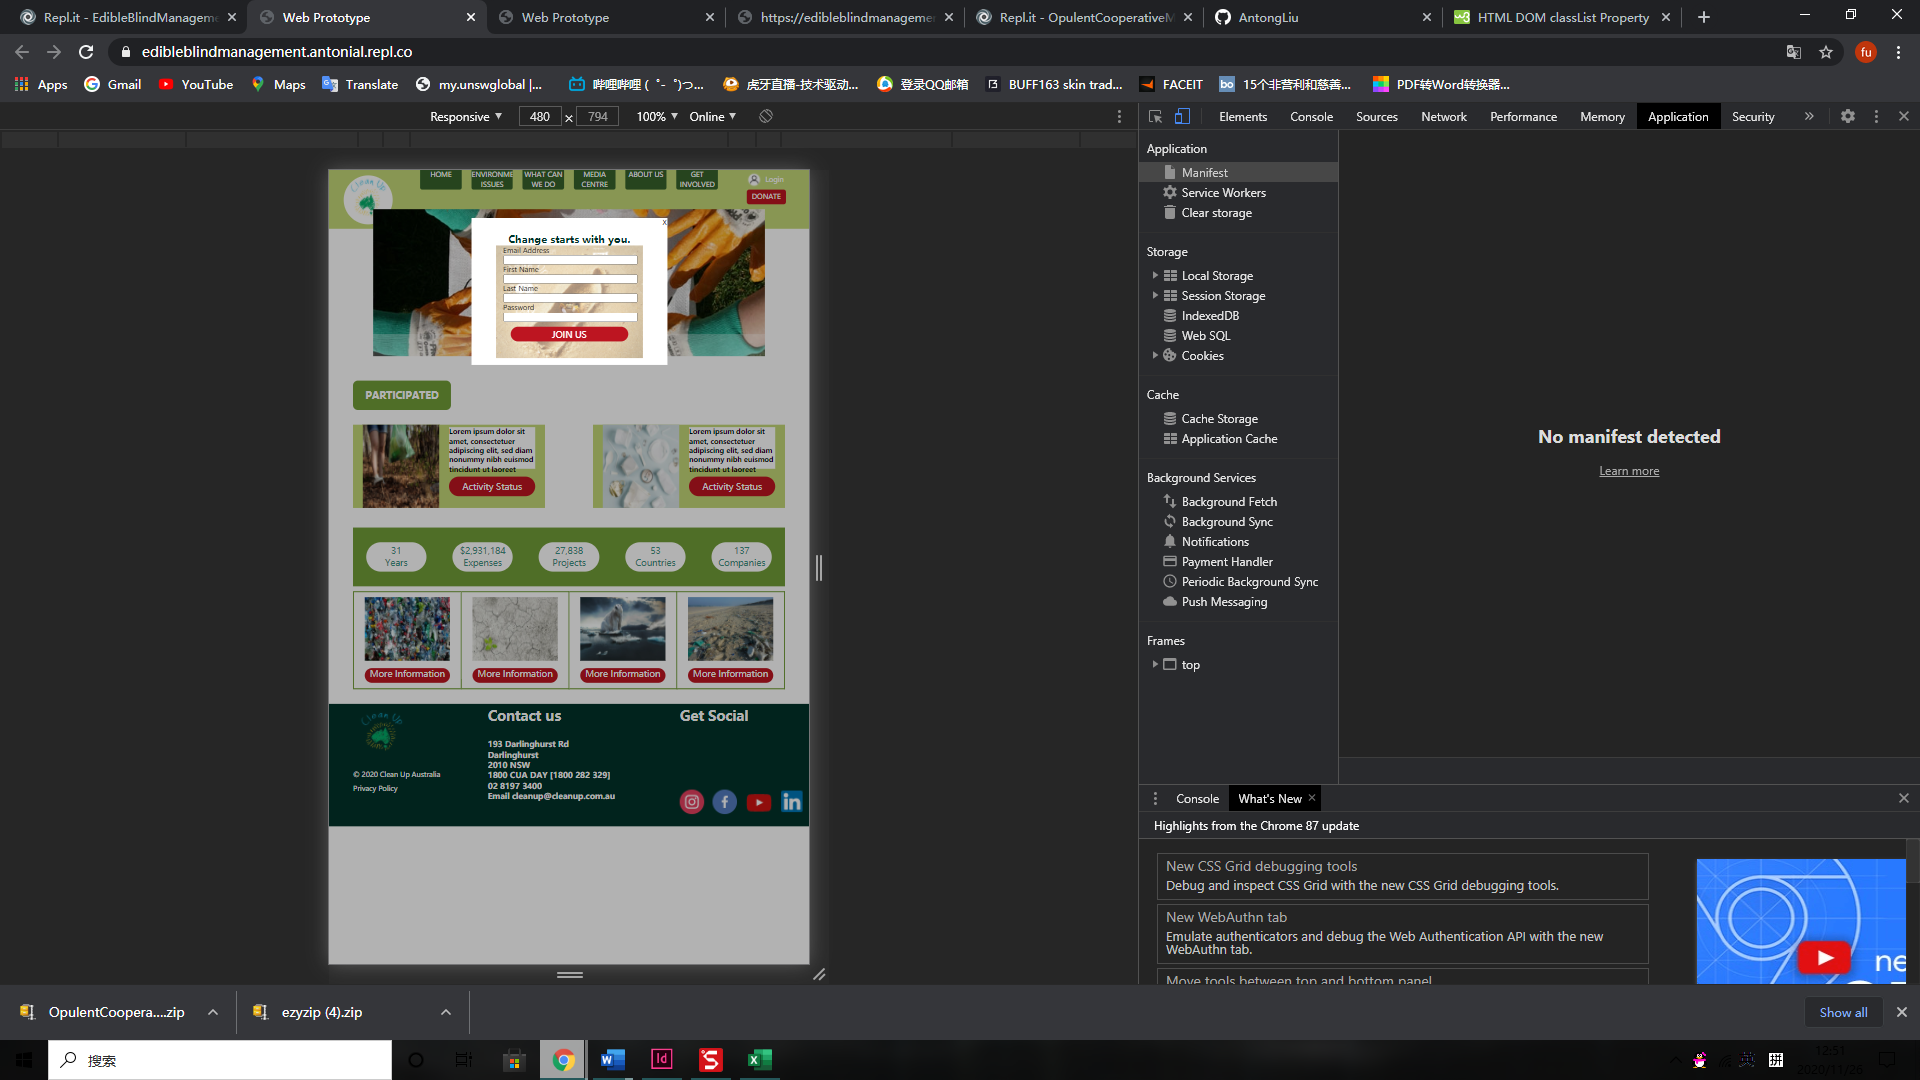 Repl.it - EdibleBlindManageme
Web Prototype
Web Prototype
https://edibleblindmanageme
Repl.it - OpulentCooperativeM
AntongLiu
HTML DOM classList Property
edibleblindmanagement.antonial.repl.co
fu
Apps
Gmail
YouTube
Maps
Translate
my.unswglobal |...
哔哩哔哩 ( ゜- ゜)つ...
虎牙直播-技术驱动...
登录QQ邮箱
BUFF163 skin trad...
FACEIT
bo
15个非营利和慈善...
PDF转Word转换器...
Responsive
480
×
794
100%
Online
Elements
Console
Sources
Network
Performance
Memory
Application
Security
Application
Manifest
Service Workers
Clear storage
Storage
Local Storage
Session Storage
IndexedDB
Web SQL
Cookies
Cache
Cache Storage
Application Cache
Background Services
Background Fetch
Background Sync
Notifications
Payment Handler
Periodic Background Sync
Push Messaging
Frames
top
No manifest detected
Learn more
Clean Up
HOME
ENVIRONME
ISSUES
WHAT CAN
WE DO
MEDIA
CENTRE
ABOUT US
GET
INVOLVED
Login
DONATE
x
Change starts with you.
Email Address
First Name
Last Name
Password
JOIN US
PARTICIPATED
Lorem ipsum dolor sit
amet, consectetuer
adipiscing elit, sed diam
nonummy nibh euismod
tincidunt ut laoreet
Activity Status
Lorem ipsum dolor sit
amet, consectetuer
adipiscing elit, sed diam
nonummy nibh euismod
tincidunt ut laoreet
Activity Status
31
Years
$2,931,184
Expenses
27,838
Projects
53
Countries
137
Companies
More Information
More Information
More Information
More Information
Clean Up
© 2020 Clean Up Australia
Privacy Policy
Contact us
193 Darlinghurst Rd
Darlinghurst
2010 NSW
1800 CUA DAY [1800 282 329]
02 8197 3400
Email cleanup@cleanup.com.au
Get Social
in
Console
What's New
Highlights from the Chrome 87 update
New CSS Grid debugging tools
Debug and inspect CSS Grid with the new CSS Grid debugging tools.
New WebAuthn tab
Emulate authenticators and debug the Web Authentication API with the new
WebAuthn tab.
Move tools between top and bottom panel
ne
OpulentCoopera....zip
ezyzip (4).zip
Show all
搜索
Id
拼
12:51
2020/11/26